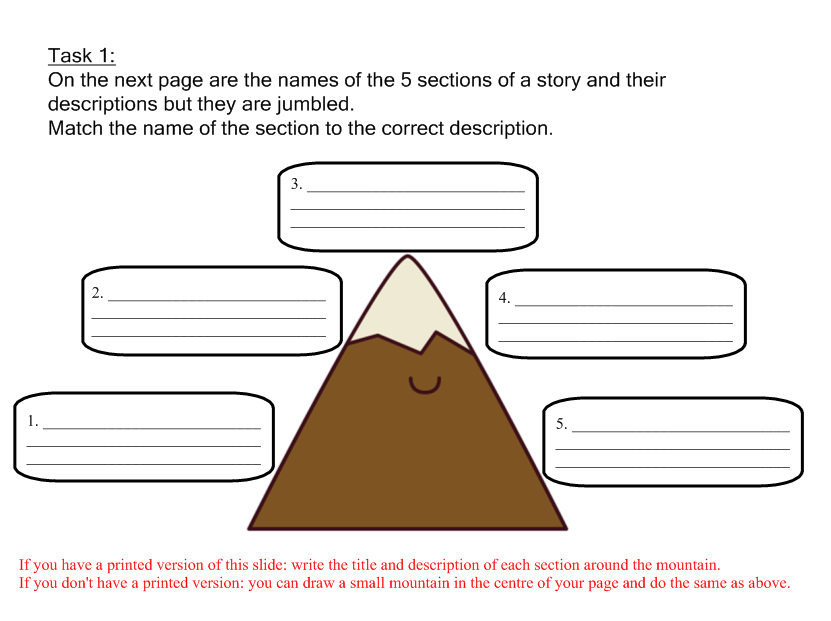 Task 1:
On the next page are the names of the 5 sections of a story and their
descriptions but they are jumbled.
Match the name of the section to the correct description.
3.
2.
4.
1.
5.
If you have a printed version of this slide: write the title and description of each section around the mountain.
If you don't have a printed version: you can draw a small mountain in the centre of your page and do the same as above.